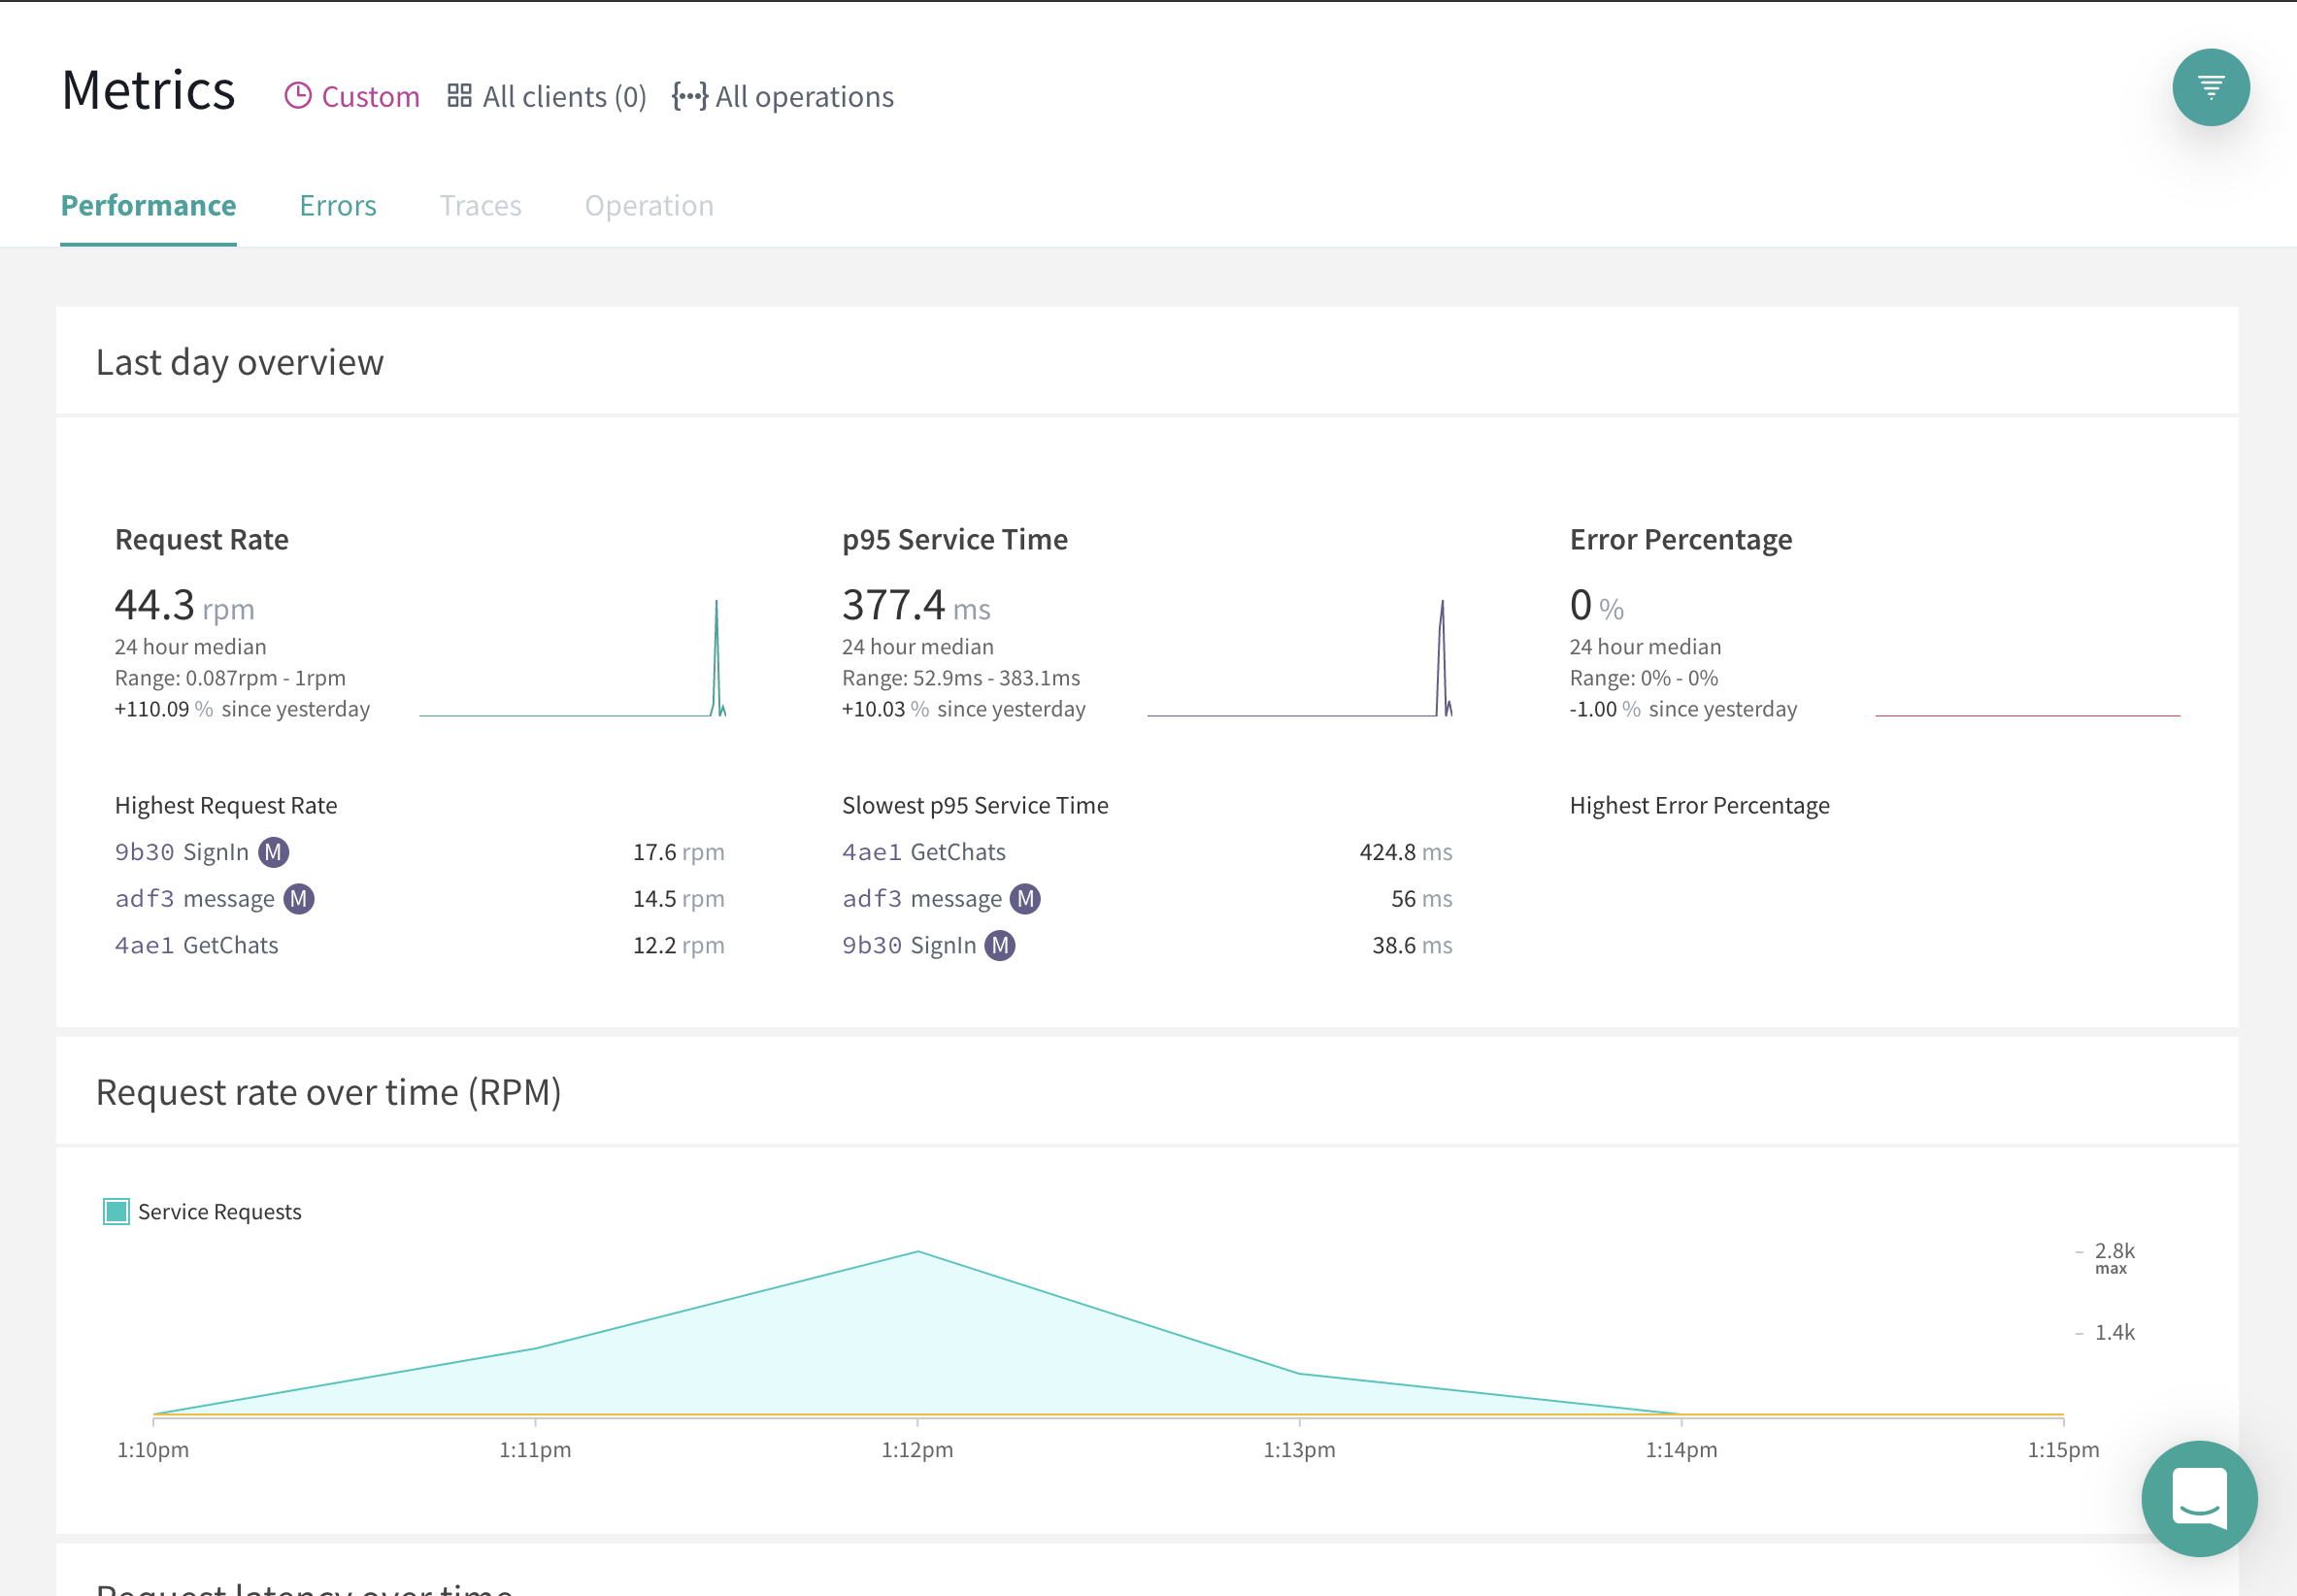 Metrics
Custom
All clients (0)
{···} All operations
Performance
Errors
Traces
Operation
Last day overview
Request Rate
44.3 rpm
24 hour median
Range: 0.087rpm - 1rpm
+110.09 % since yesterday
Highest Request Rate
9b30 SignIn M 17.6 rpm
adf3 message M 14.5 rpm
4ae1 GetChats 12.2 rpm
p95 Service Time
377.4 ms
24 hour median
Range: 52.9ms - 383.1ms
+10.03 % since yesterday
Slowest p95 Service Time
4ae1 GetChats 424.8 ms
adf3 message M 56 ms
9b30 SignIn M 38.6 ms
Error Percentage
0 %
24 hour median
Range: 0% - 0%
-1.00 % since yesterday
Highest Error Percentage
Request rate over time (RPM)
Service Requests
2.8k
max
1.4k
1:10pm 1:11pm 1:12pm 1:13pm 1:14pm 1:15pm
Request latency over time